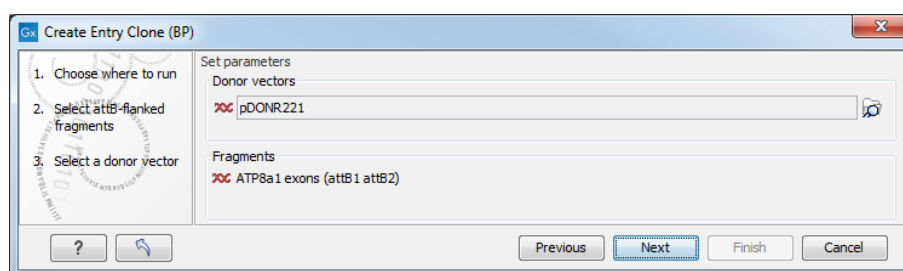 Gx Create Entry Clone (BP)
1. Choose where to run
2. Select attB-flanked
fragments
3. Select a donor vector
Set parameters
Donor vectors
pDONR221
Fragments
ATP8a1 exons (attB1 attB2)
?
Previous
Next
Finish
Cancel